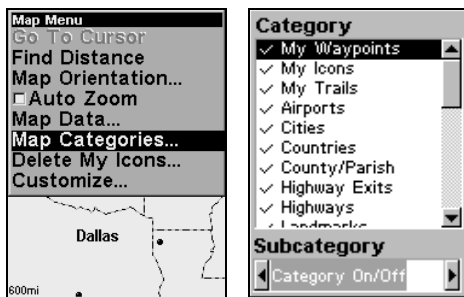 Map Menu
Go To Cursor
Find Distance
Map Orientation...
Auto Zoom
Map Data...
Map Categories...
Delete My Icons...
Customize...
Dallas
600mi
Category
My Waypoints
My Icons
My Trails
Airports
Cities
Countries
County/Parish
Highway Exits
Highways
Landmarks
Subcategory
Category On/Off